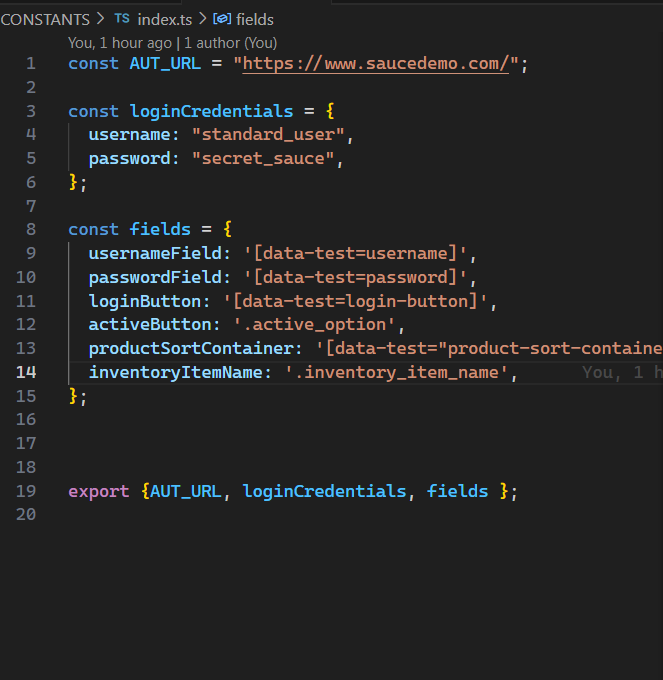 CONSTANTS > TS index.ts > fields
You, 1 hour ago | 1 author (You)
1 const AUT_URL = "https://www.saucedemo.com/";
2
3 const loginCredentials = {
4 username: "standard_user",
5 password: "secret_sauce",
6 };
7
8 const fields = {
9 usernameField: '[data-test=username]',
10 passwordField: '[data-test=password]',
11 loginButton: '[data-test=login-button]',
12 activeButton: '.active_option',
13 productSortContainer: '[data-test="product-sort-containe
14 inventoryItemName: '.inventory_item_name', You, 1 h
15 };
16
17
18
19 export {AUT_URL, loginCredentials, fields };
20